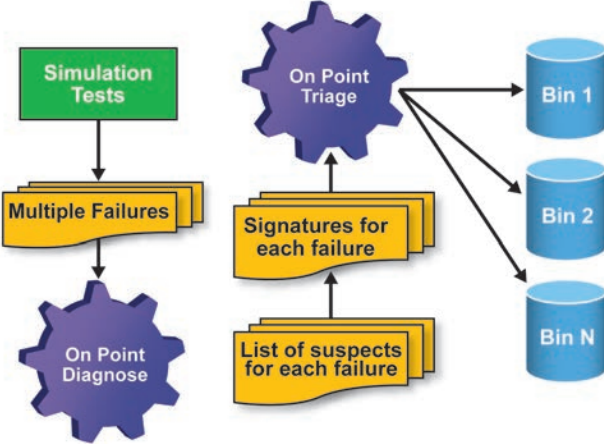 Simulation
Tests
Multiple Failures
On Point
Diagnose
On Point
Triage
Signatures for
each failure
List of suspects
for each failure
Bin 1
Bin 2
Bin N